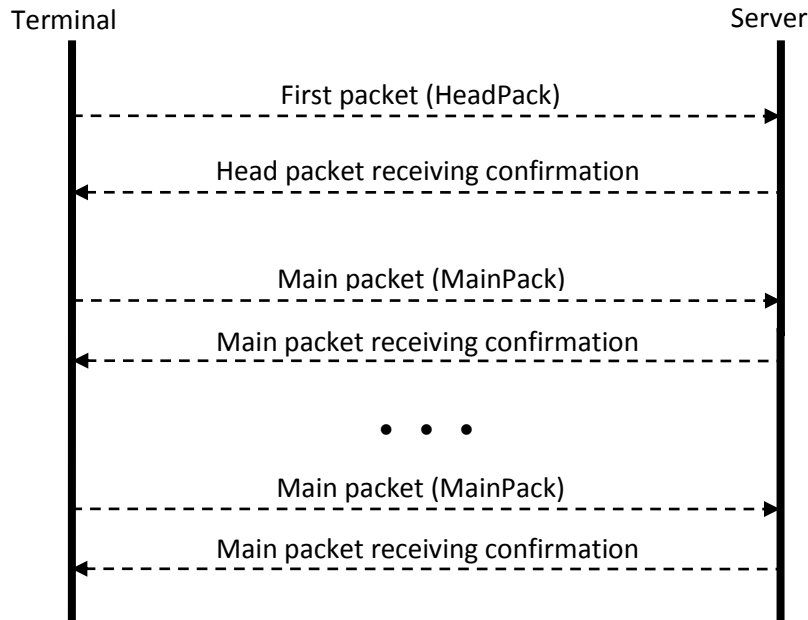 Terminal
Server
First packet (HeadPack)
Head packet receiving confirmation
Main packet (MainPack)
Main packet receiving confirmation
• • •
Main packet (MainPack)
Main packet receiving confirmation